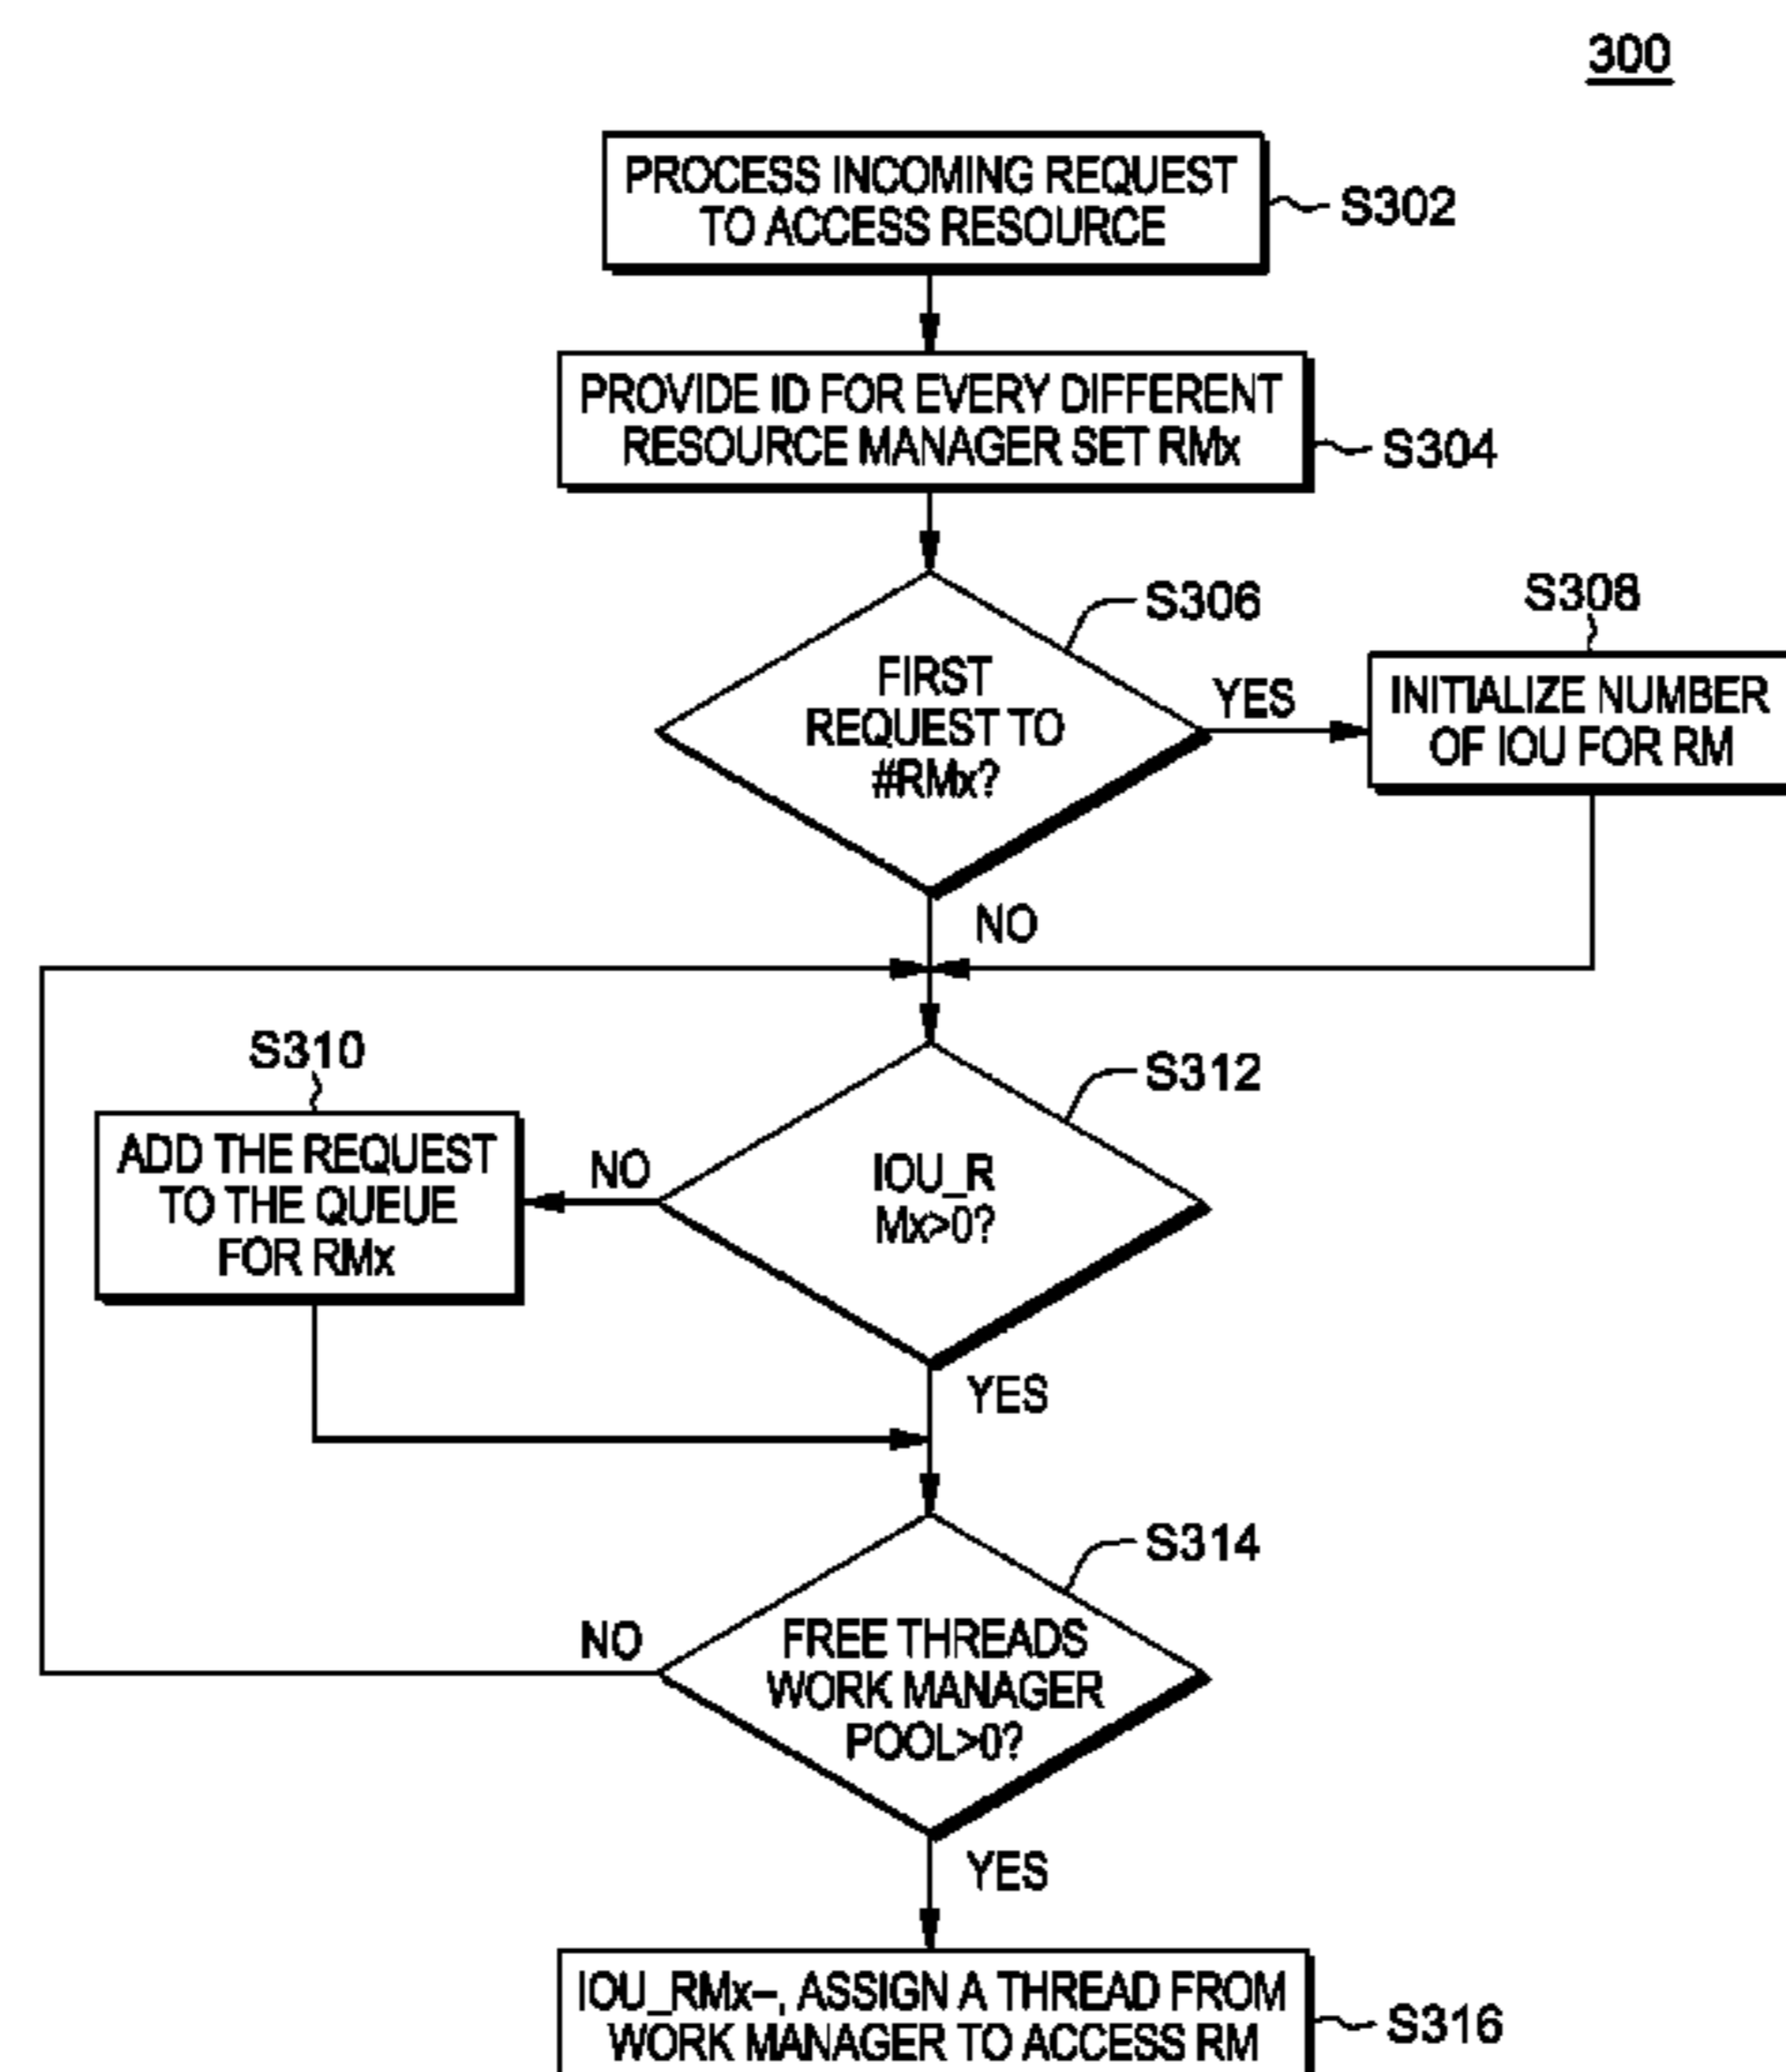 300
PROCESS INCOMING REQUEST
TO ACCESS RESOURCE
S302
PROVIDE ID FOR EVERY DIFFERENT
RESOURCE MANAGER SET RMx
S304
S306
FIRST
REQUEST TO
#RMx?
YES
S308
INITIALIZE NUMBER
OF IOU FOR RM
NO
S310
ADD THE REQUEST
TO THE QUEUE
FOR RMx
NO
S312
IOU_R
Mx>0?
YES
S314
NO
FREE THREADS
WORK MANAGER
POOL>0?
YES
IOU_RMx–, ASSIGN A THREAD FROM
WORK MANAGER TO ACCESS RM
S316